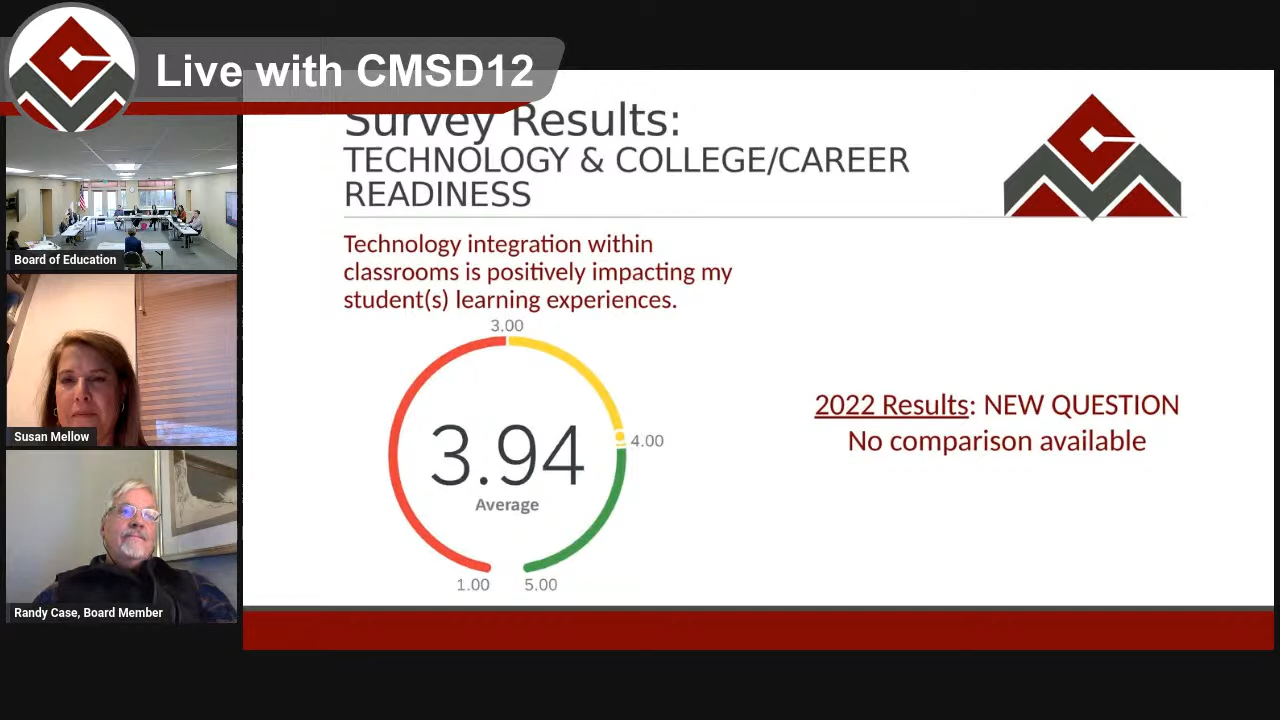 Live with CMSD12
Survey Results:
TECHNOLOGY & COLLEGE/CAREER
READINESS
Technology integration within
classrooms is positively impacting my
student(s) learning experiences.
3.00
4.00
3.94
Average
1.00
5.00
2022 Results: NEW QUESTION
No comparison available
Board of Education
Susan Mellow
Randy Case, Board Member